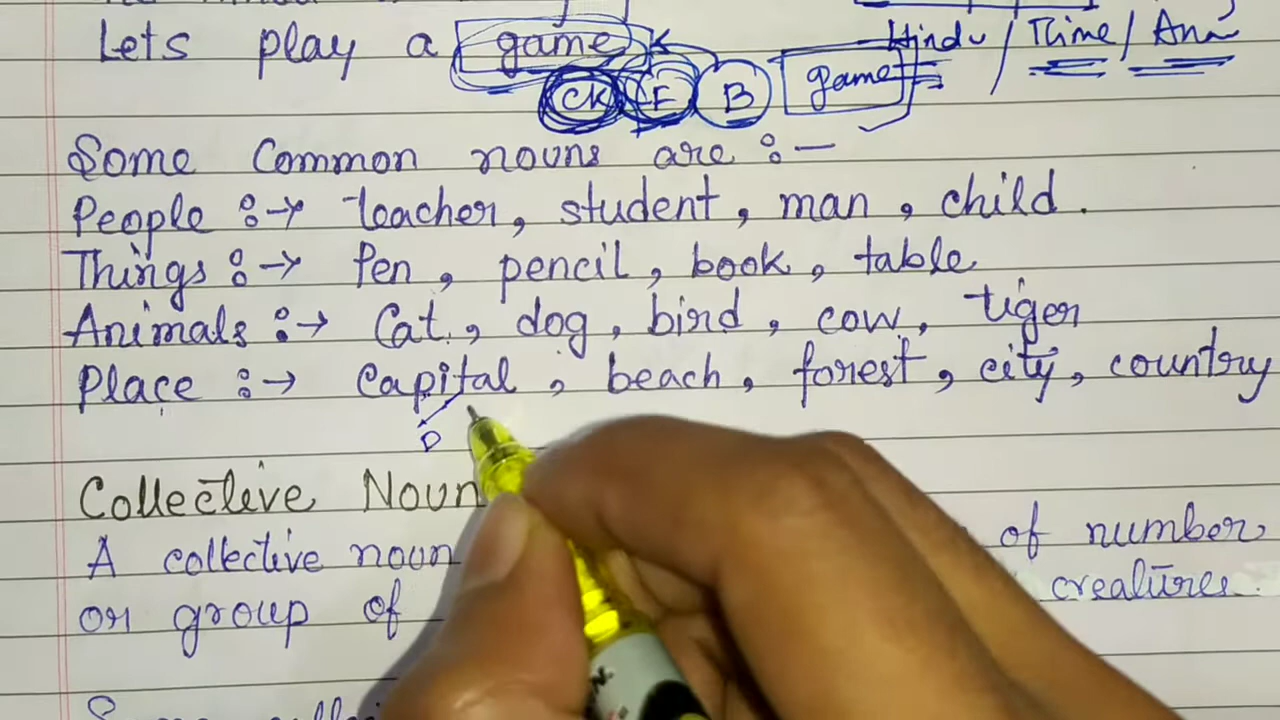 Lets play a game
Hindu / Time / Ana
CK F B game
Some Common nouns are :-
People :→ teacher, student, man, child.
Things :→ Pen, pencil, book, table
Animals :→ Cat, dog, bird, cow, tiger
Place :→ Capital, beach, forest, city, country
D
Collective Noun
A collective noun of number
or group of creatures.